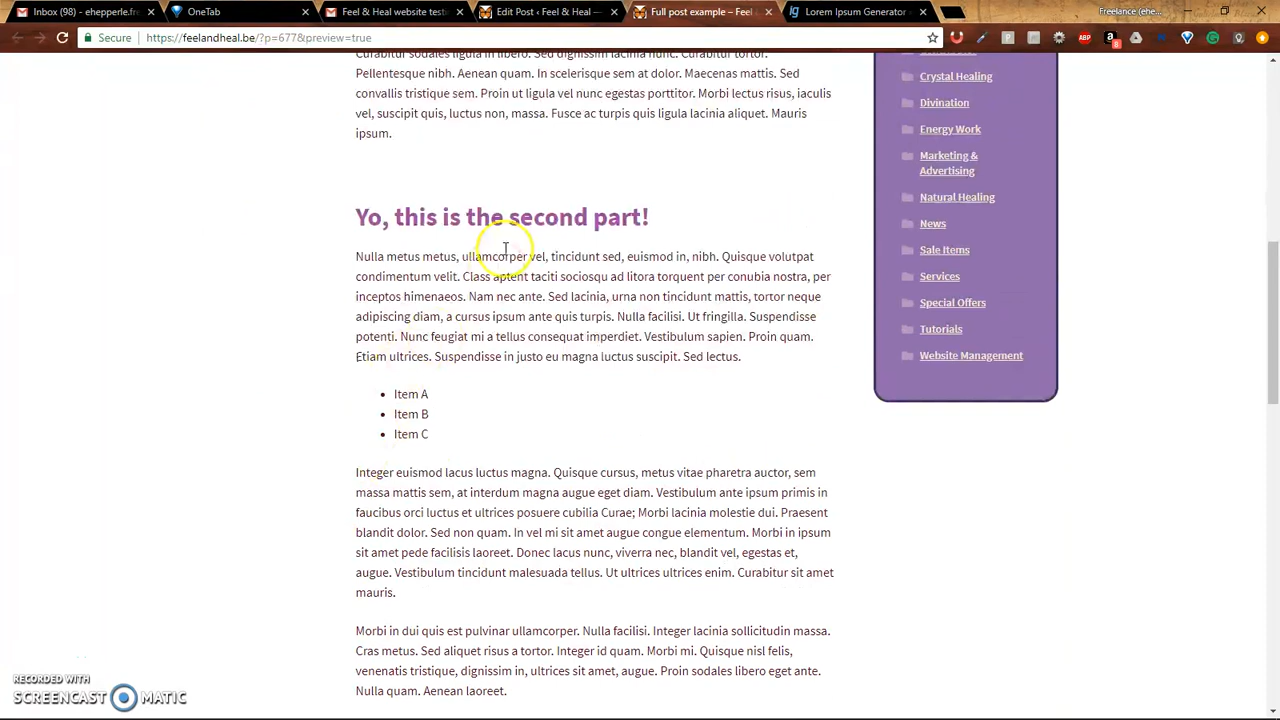 Inbox (98) - ehepperle.fre
OneTab
Feel & Heal website teste
Edit Post ‹ Feel & Heal —
Full post example – Feel
Lorem Ipsum Generator
Freelance (ehe...
Secure
https://feelandheal.be/?p=677&preview=true
ABP
8
Curabitur sodales ligula in libero. Sed dignissim lacinia nunc. Curabitur tortor.
Pellentesque nibh. Aenean quam. In scelerisque sem at dolor. Maecenas mattis. Sed
convallis tristique sem. Proin ut ligula vel nunc egestas porttitor. Morbi lectus risus, iaculis
vel, suscipit quis, luctus non, massa. Fusce ac turpis quis ligula lacinia aliquet. Mauris
ipsum.
Yo, this is the second part!
Nulla metus metus, ullamcorper vel, tincidunt sed, euismod in, nibh. Quisque volutpat
condimentum velit. Class aptent taciti sociosqu ad litora torquent per conubia nostra, per
inceptos himenaeos. Nam nec ante. Sed lacinia, urna non tincidunt mattis, tortor neque
adipiscing diam, a cursus ipsum ante quis turpis. Nulla facilisi. Ut fringilla. Suspendisse
potenti. Nunc feugiat mi a tellus consequat imperdiet. Vestibulum sapien. Proin quam.
Etiam ultrices. Suspendisse in justo eu magna luctus suscipit. Sed lectus.
Item A
Item B
Item C
Integer euismod lacus luctus magna. Quisque cursus, metus vitae pharetra auctor, sem
massa mattis sem, at interdum magna augue eget diam. Vestibulum ante ipsum primis in
faucibus orci luctus et ultrices posuere cubilia Curae; Morbi lacinia molestie dui. Praesent
blandit dolor. Sed non quam. In vel mi sit amet augue congue elementum. Morbi in ipsum
sit amet pede facilisis laoreet. Donec lacus nunc, viverra nec, blandit vel, egestas et,
augue. Vestibulum tincidunt malesuada tellus. Ut ultrices ultrices enim. Curabitur sit amet
mauris.
Morbi in dui quis est pulvinar ullamcorper. Nulla facilisi. Integer lacinia sollicitudin massa.
Cras metus. Sed aliquet risus a tortor. Integer id quam. Morbi mi. Quisque nisl felis,
venenatis tristique, dignissim in, ultrices sit amet, augue. Proin sodales libero eget ante.
Nulla quam. Aenean laoreet.
Crystal Healing
Divination
Energy Work
Marketing &
Advertising
Natural Healing
News
Sale Items
Services
Special Offers
Tutorials
Website Management
RECORDED WITH
SCREENCAST MATIC